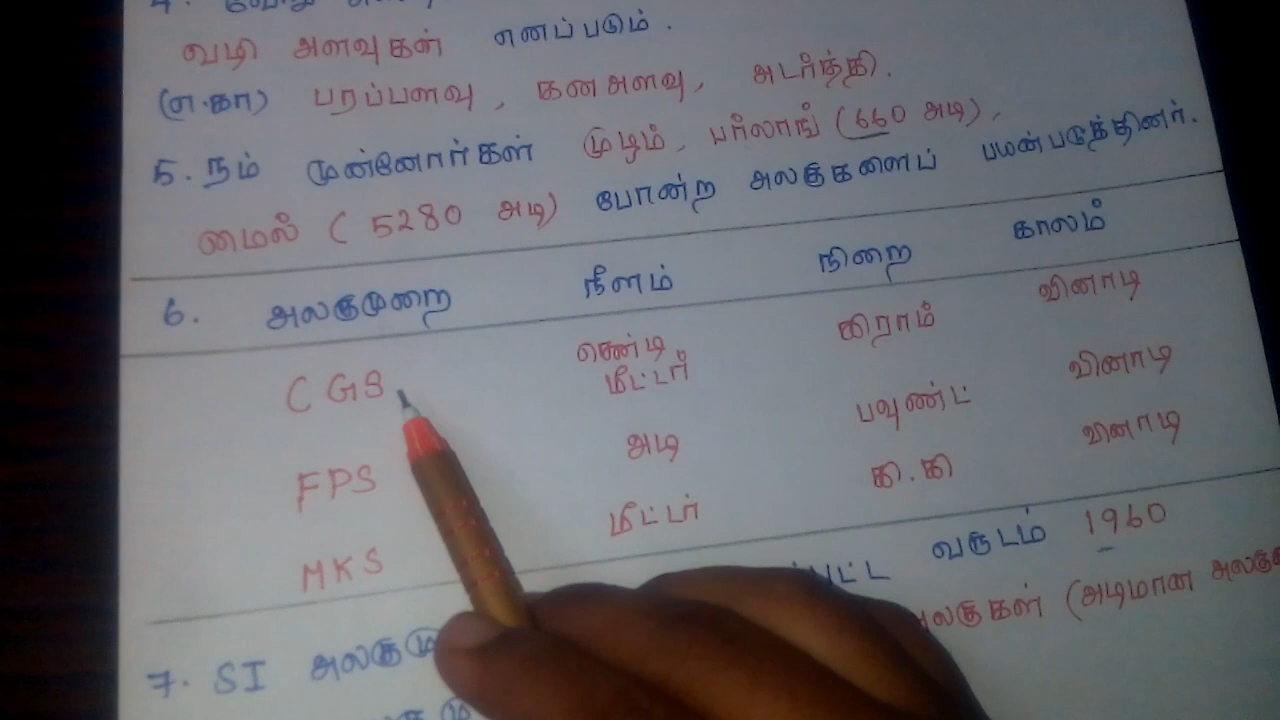 4.
வழி அளவுகள் எனப்படும்.
(எ.கா) பரப்பளவு, கனஅளவு, அடர்த்தி.
5. நம் முன்னோர்கள் முழம், பர்லாங் (660 அடி),
மைல் (5280 அடி) போன்ற அலகுகளைப் பயன்படுத்தினர்.
6. அலகுமுறை நீளம் நிறை காலம்
CGS சென்டி மீட்டர் கிராம் வினாடி
FPS அடி பவுண்ட் வினாடி
MKS மீட்டர் கி.கி வினாடி
7. SI வருடம் 1960
அலகுகள் (அடிமான